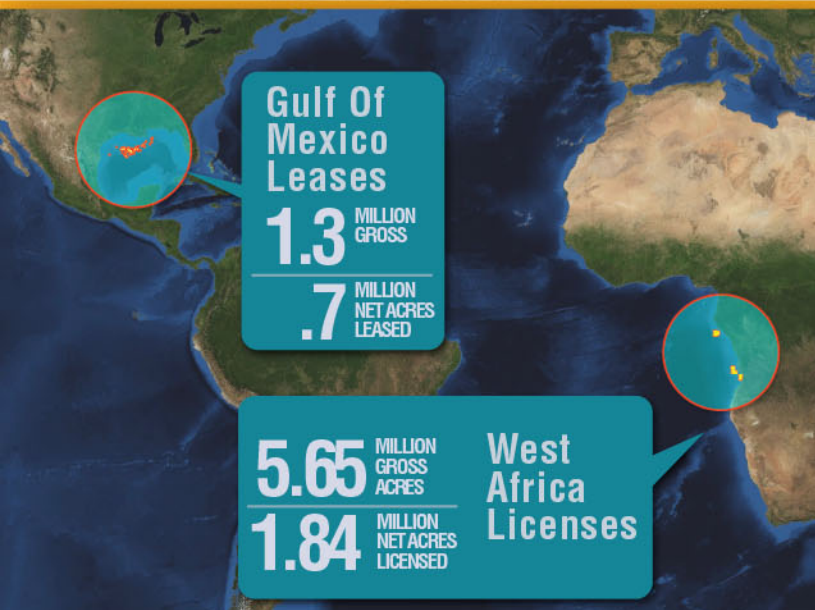 Gulf Of
Mexico
Leases
1.3 MILLION
GROSS
.7 MILLION
NET ACRES
LEASED
5.65 MILLION
GROSS
ACRES
1.84 MILLION
NET ACRES
LICENSED
West
Africa
Licenses